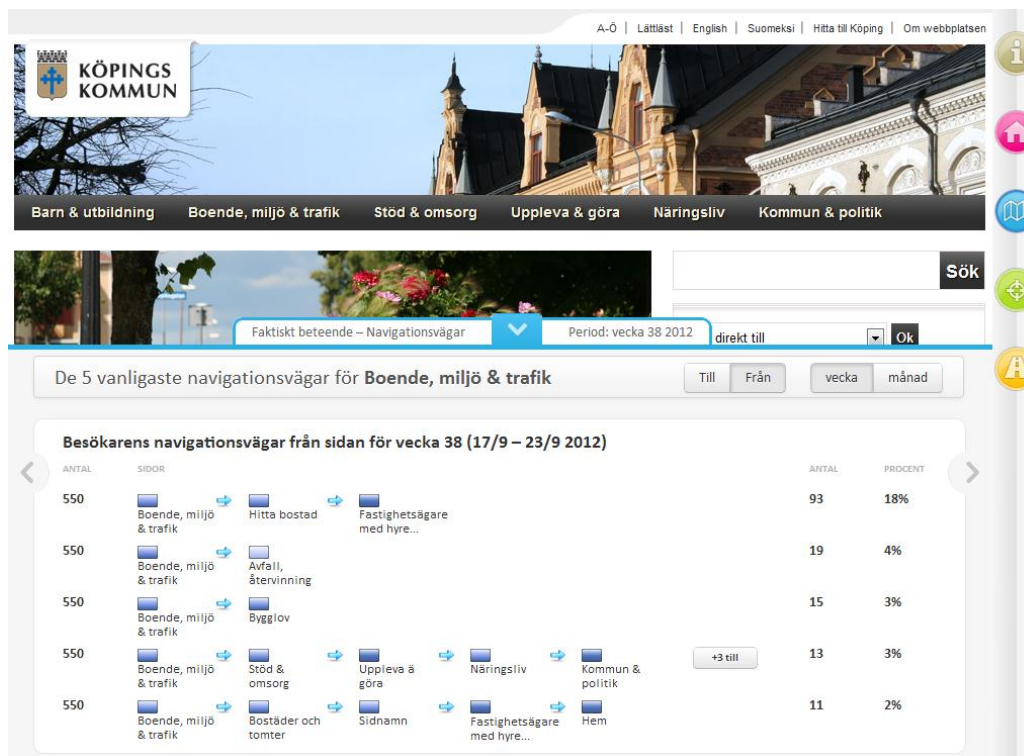 A-Ö | Lättläst | English | Suomeksi | Hitta till Köping | Om webbplatsen
KÖPINGS
KOMMUN
Barn & utbildning Boende, miljö & trafik Stöd & omsorg Uppleva & göra Näringsliv Kommun & politik
Sök
Faktiskt beteende – Navigationsvägar Period: vecka 38 2012
direkt till Ok
De 5 vanligaste navigationsvägar för Boende, miljö & trafik Till Från vecka månad
Besökarens navigationsvägar från sidan för vecka 38 (17/9 – 23/9 2012)
ANTAL SIDOR ANTAL PROCENT
550 93 18%
Boende, miljö Hitta bostad Fastighetsägare
& trafik med hyre...
550 19 4%
Boende, miljö Avfall,
& trafik återvinning
550 15 3%
Boende, miljö Bygglov
& trafik
550 +3 till 13 3%
Boende, miljö Stöd & Uppleva ä Näringsliv Kommun &
& trafik omsorg göra politik
550 11 2%
Boende, miljö Bostäder och Sidnamn Fastighetsägare Hem
& trafik tomter med hyre...